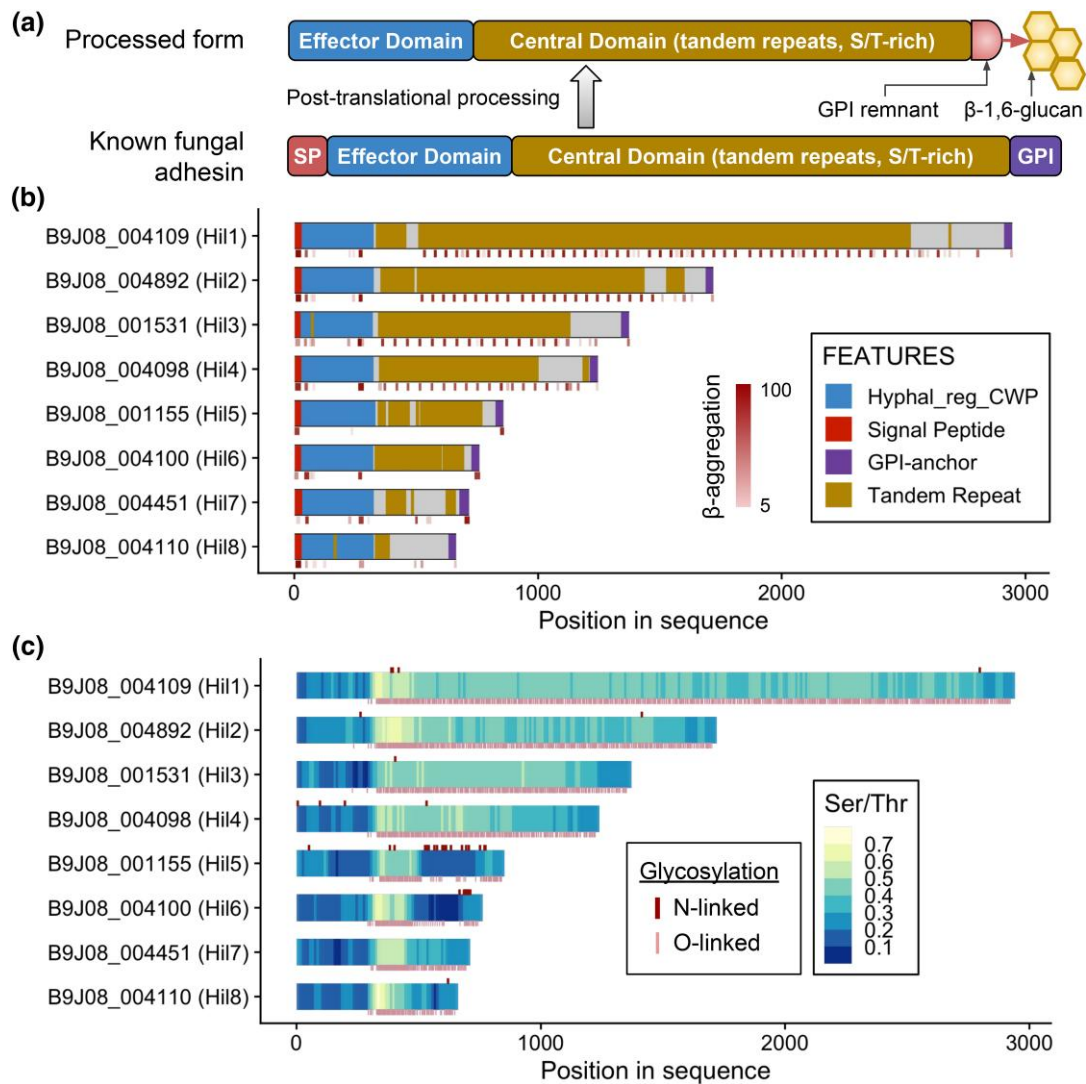 (a)
Processed form
Effector Domain
Central Domain (tandem repeats, S/T-rich)
Post-translational processing
GPI remnant
β-1,6-glucan
Known fungal
adhesin
SP
Effector Domain
Central Domain (tandem repeats, S/T-rich)
GPI
(b)
B9J08_004109 (Hil1)
B9J08_004892 (Hil2)
B9J08_001531 (Hil3)
B9J08_004098 (Hil4)
B9J08_001155 (Hil5)
B9J08_004100 (Hil6)
B9J08_004451 (Hil7)
B9J08_004110 (Hil8)
β-aggregation
100
5
FEATURES
Hyphal_reg_CWP
Signal Peptide
GPI-anchor
Tandem Repeat
0
1000
2000
3000
Position in sequence
(c)
B9J08_004109 (Hil1)
B9J08_004892 (Hil2)
B9J08_001531 (Hil3)
B9J08_004098 (Hil4)
B9J08_001155 (Hil5)
B9J08_004100 (Hil6)
B9J08_004451 (Hil7)
B9J08_004110 (Hil8)
Glycosylation
N-linked
O-linked
Ser/Thr
0.7
0.6
0.5
0.4
0.3
0.2
0.1
0
1000
2000
3000
Position in sequence